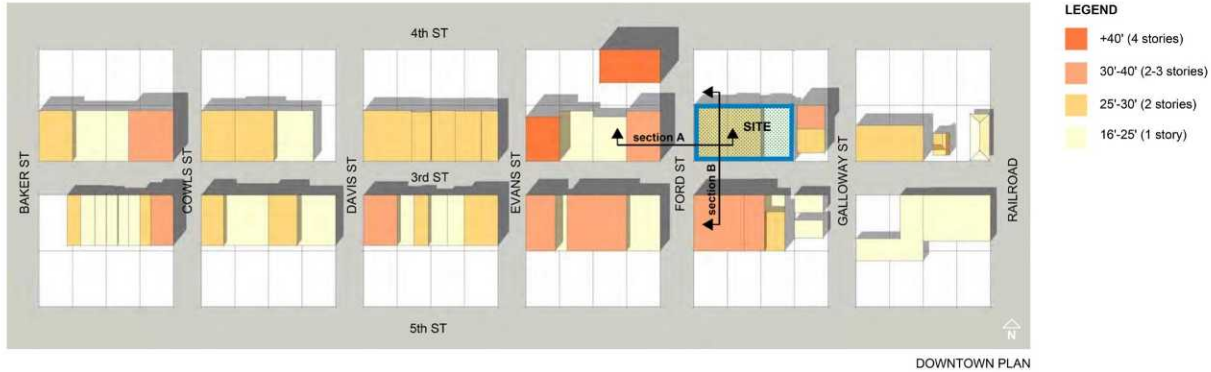 LEGEND
+40' (4 stories)
30'-40' (2-3 stories)
25'-30' (2 stories)
16'-25' (1 story)
4th ST
BAKER ST
COWLS ST
DAVIS ST
EVANS ST
section A
FORD ST
section B
SITE
GALLOWAY ST
RAILROAD
3rd ST
5th ST
N
DOWNTOWN PLAN